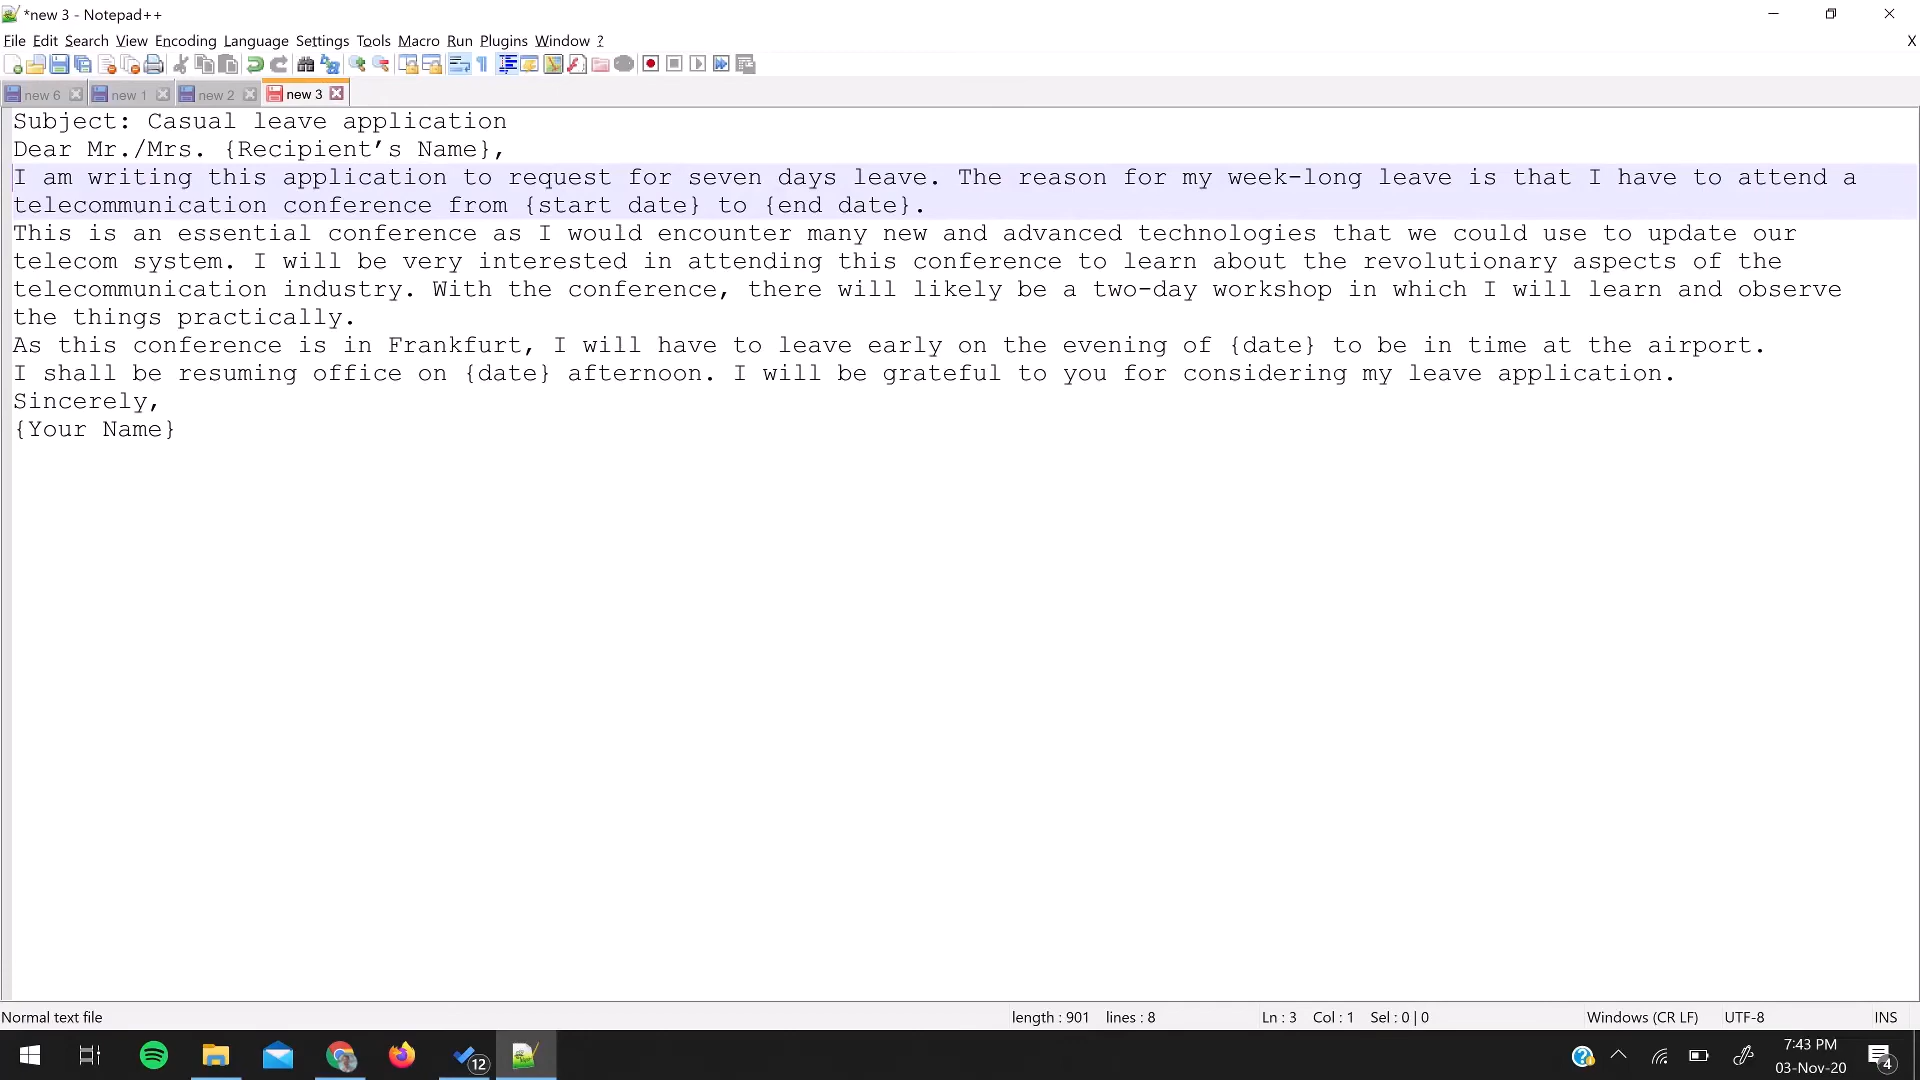 *new 3 - Notepad++
File Edit Search View Encoding Language Settings Tools Macro Run Plugins Window ? X
new 6 new 1 new 2 new 3
Subject: Casual leave application
Dear Mr./Mrs. {Recipient’s Name},
I am writing this application to request for seven days leave. The reason for my week-long leave is that I have to attend a
telecommunication conference from {start date} to {end date}.
This is an essential conference as I would encounter many new and advanced technologies that we could use to update our
telecom system. I will be very interested in attending this conference to learn about the revolutionary aspects of the
telecommunication industry. With the conference, there will likely be a two-day workshop in which I will learn and observe
the things practically.
As this conference is in Frankfurt, I will have to leave early on the evening of {date} to be in time at the airport.
I shall be resuming office on {date} afternoon. I will be grateful to you for considering my leave application.
Sincerely,
{Your Name}
Normal text file length : 901 lines : 8 Ln : 3 Col : 1 Sel : 0 | 0 Windows (CR LF) UTF-8 INS
12
7:43 PM
03-Nov-20
4